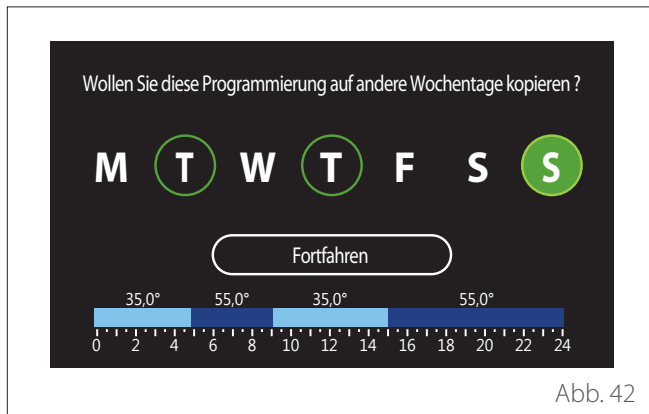 Wollen Sie diese Programmierung auf andere Wochentage kopieren ?
M T W T F S S
Fortfahren
35,0° 55,0° 35,0° 55,0°
0 2 4 6 8 10 12 14 16 18 20 22 24
Abb. 42